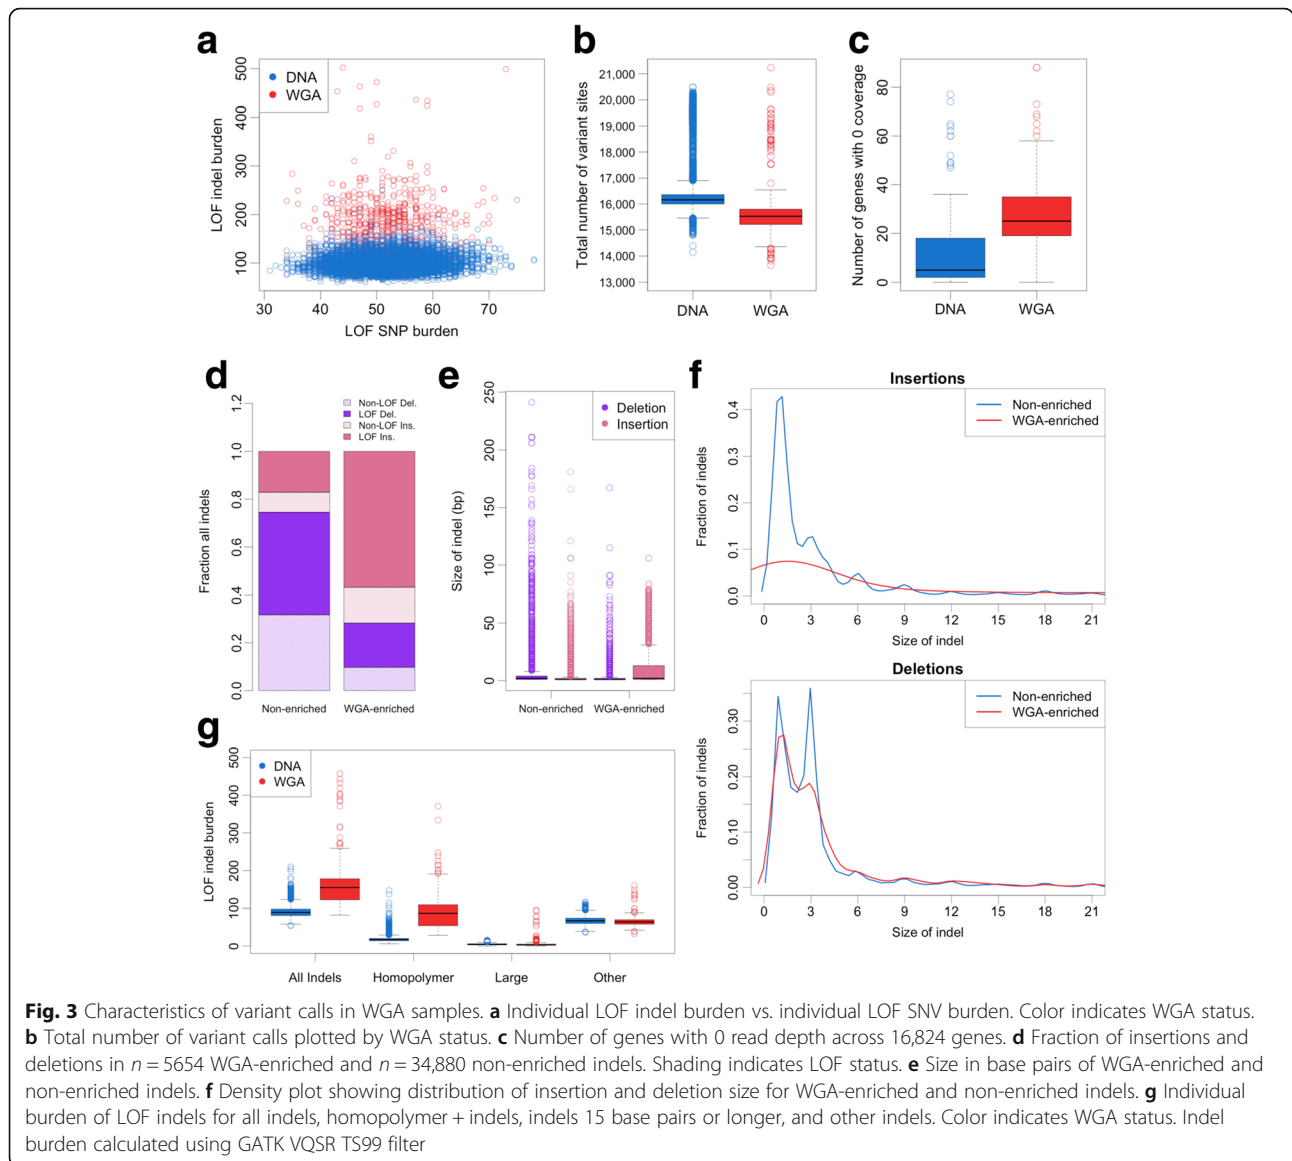 a
b
c
DNA
WGA
500
400
300
200
100
LOF indel burden
30 40 50 60 70
LOF SNP burden
21,000
20,000
19,000
18,000
17,000
16,000
15,000
14,000
13,000
Total number of variant sites
DNA WGA
80
60
40
20
0
Number of genes with 0 coverage
DNA WGA
d
e
f
Non-LOF Del.
LOF Del.
Non-LOF Ins.
LOF Ins.
1.2
1.0
0.8
0.6
0.4
0.2
0.0
Fraction all indels
Non-enriched WGA-enriched
250
200
150
100
50
0
Size of indel (bp)
Deletion
Insertion
Non-enriched WGA-enriched
Insertions
Non-enriched
WGA-enriched
0.4
0.3
0.2
0.1
0.0
Fraction of indels
0 3 6 9 12 15 18 21
Size of indel
Deletions
Non-enriched
WGA-enriched
0.30
0.20
0.10
0.00
Fraction of indels
0 3 6 9 12 15 18 21
Size of indel
g
DNA
WGA
500
400
300
200
100
0
LOF indel burden
All Indels Homopolymer Large Other
Fig. 3 Characteristics of variant calls in WGA samples. a Individual LOF indel burden vs. individual LOF SNV burden. Color indicates WGA status.
b Total number of variant calls plotted by WGA status. c Number of genes with 0 read depth across 16,824 genes. d Fraction of insertions and
deletions in n = 5654 WGA-enriched and n = 34,880 non-enriched indels. Shading indicates LOF status. e Size in base pairs of WGA-enriched and
non-enriched indels. f Density plot showing distribution of insertion and deletion size for WGA-enriched and non-enriched indels. g Individual
burden of LOF indels for all indels, homopolymer + indels, indels 15 base pairs or longer, and other indels. Color indicates WGA status. Indel
burden calculated using GATK VQSR TS99 filter